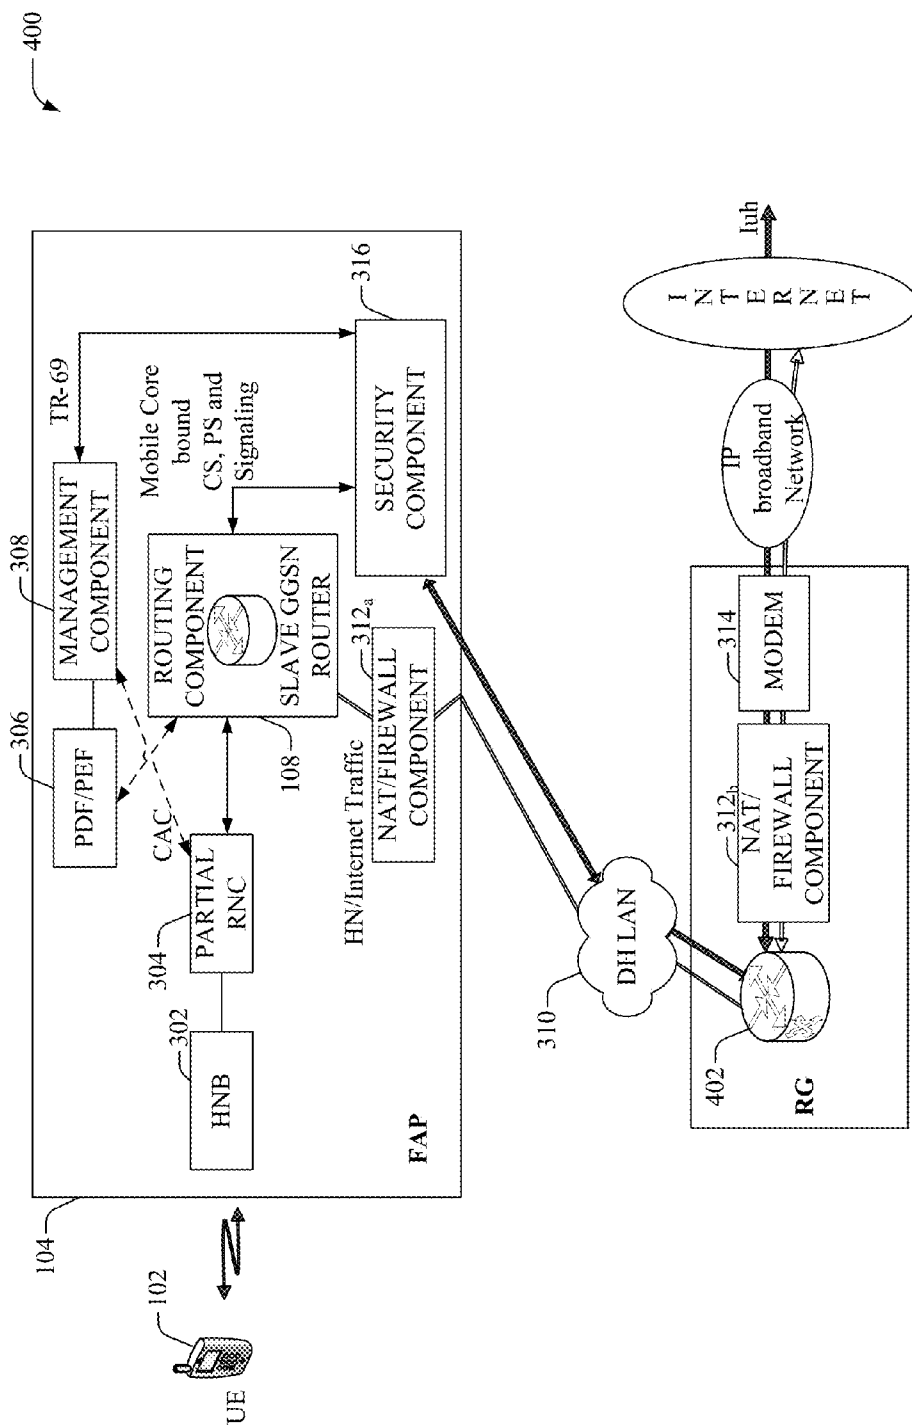 400
104
308
MANAGEMENT
COMPONENT
TR-69
306
PDF/PEF
CAC
Mobile Core
bound
CS, PS and
Signaling
316
SECURITY
COMPONENT
ROUTING
COMPONENT
SLAVE GGSN
ROUTER
108
304
PARTIAL
RNC
302
HNB
HN/Internet Traffic
312a
NAT/FIREWALL
COMPONENT
FAP
102
UE
310
DH LAN
402
RG
312b
NAT/
FIREWALL
COMPONENT
314
MODEM
IP
broadband
Network
INTERNET
Iuh